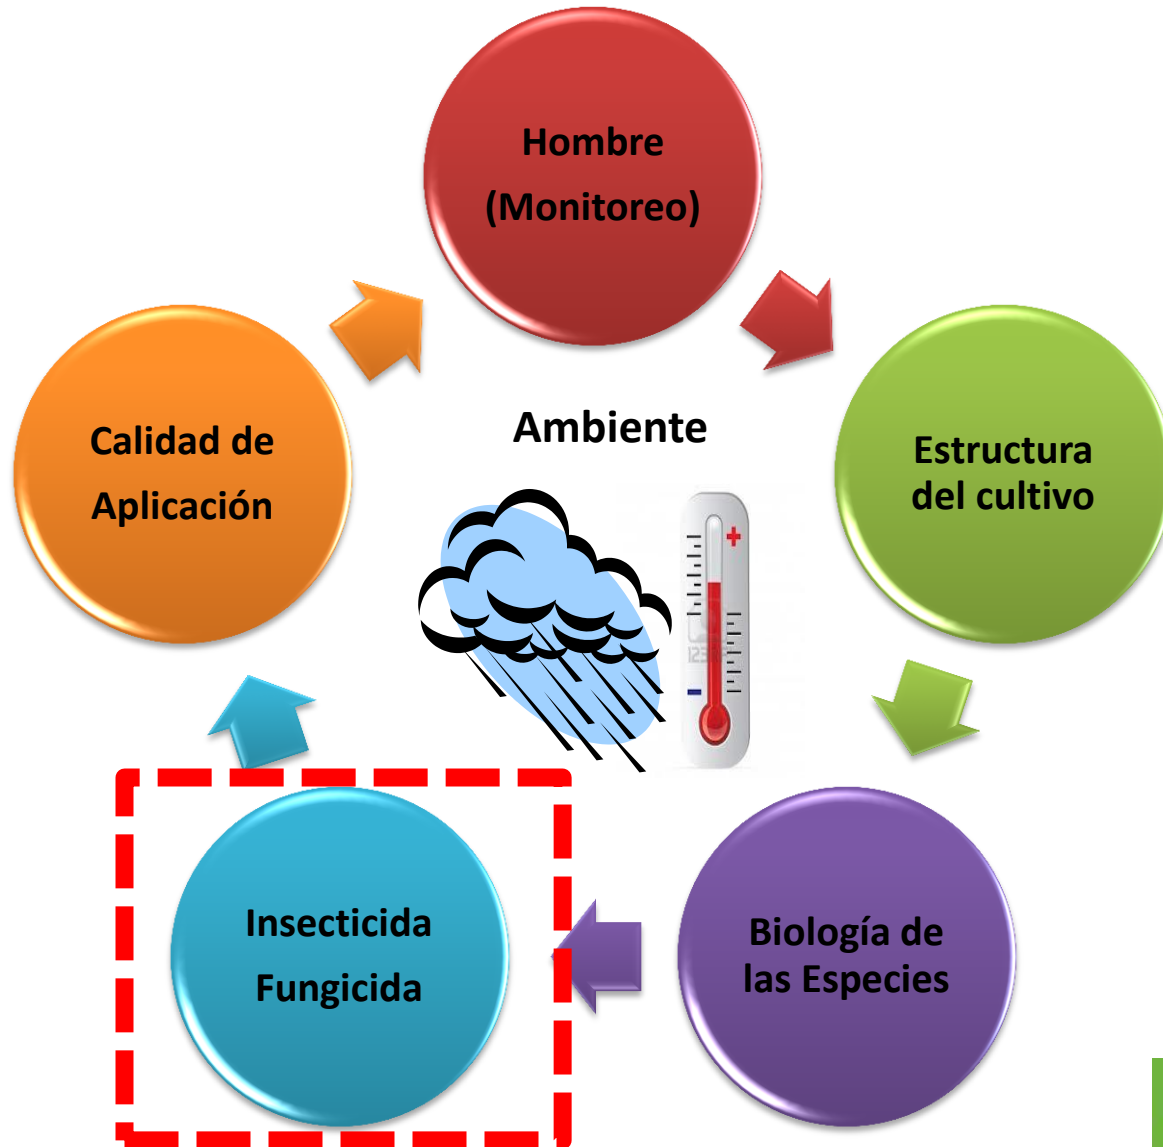 Hombre
(Monitoreo)
Calidad de
Aplicación
Ambiente
Estructura
del cultivo
Insecticida
Fungicida
Biología de
las Especies